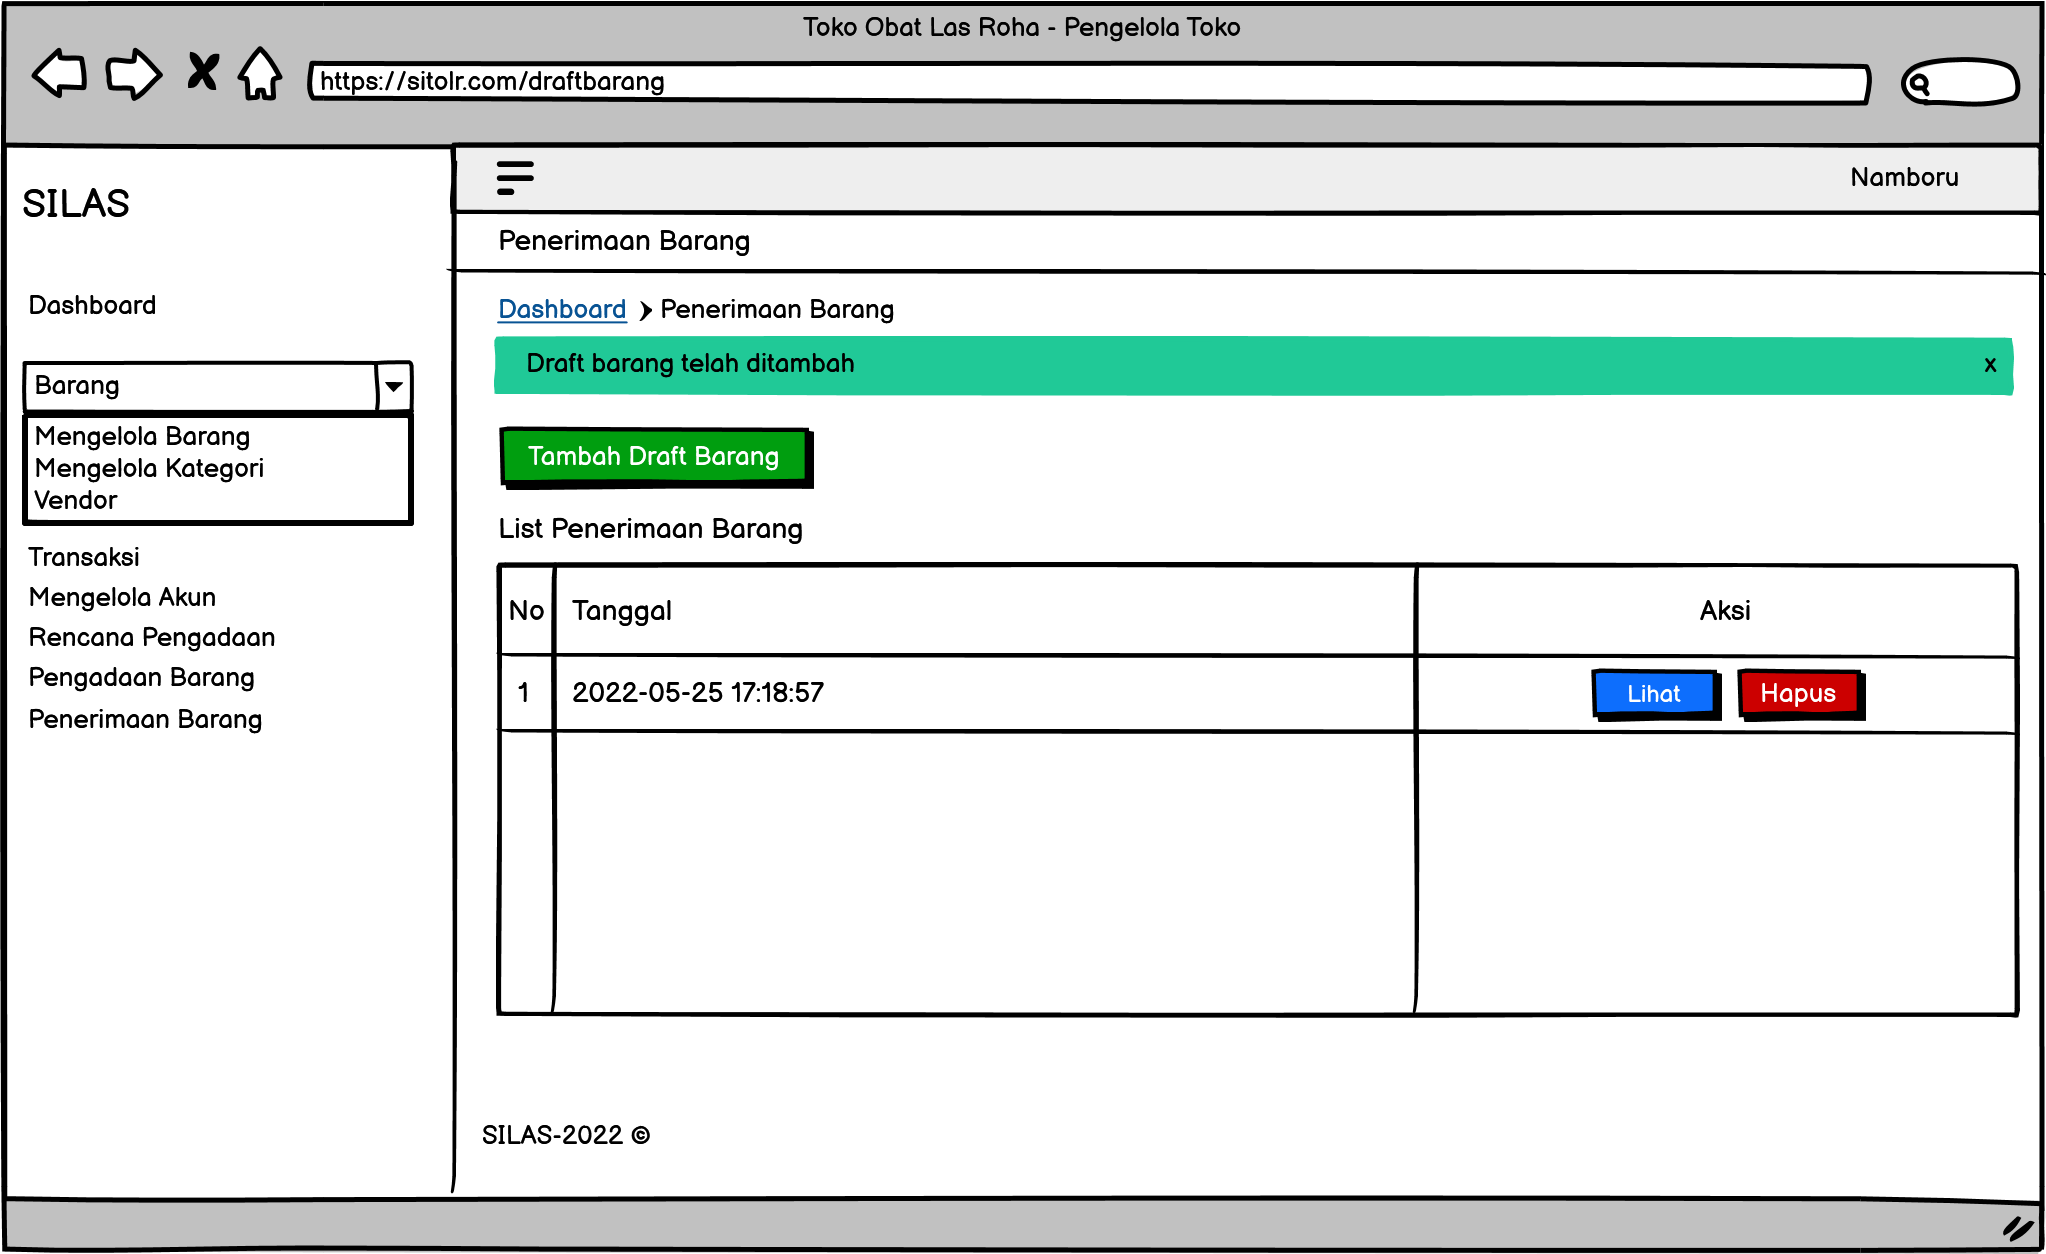 Toko Obat Las Roha - Pengelola Toko
https://sitolr.com/draftbarang
SILAS
Namboru
Dashboard
Barang
Mengelola Barang
Mengelola Kategori
Vendor
Transaksi
Mengelola Akun
Rencana Pengadaan
Pengadaan Barang
Penerimaan Barang
Penerimaan Barang
Dashboard Penerimaan Barang
Draft barang telah ditambah x
Tambah Draft Barang
List Penerimaan Barang
No Tanggal Aksi
1 2022-05-25 17:18:57 Lihat Hapus
SILAS-2022 ©